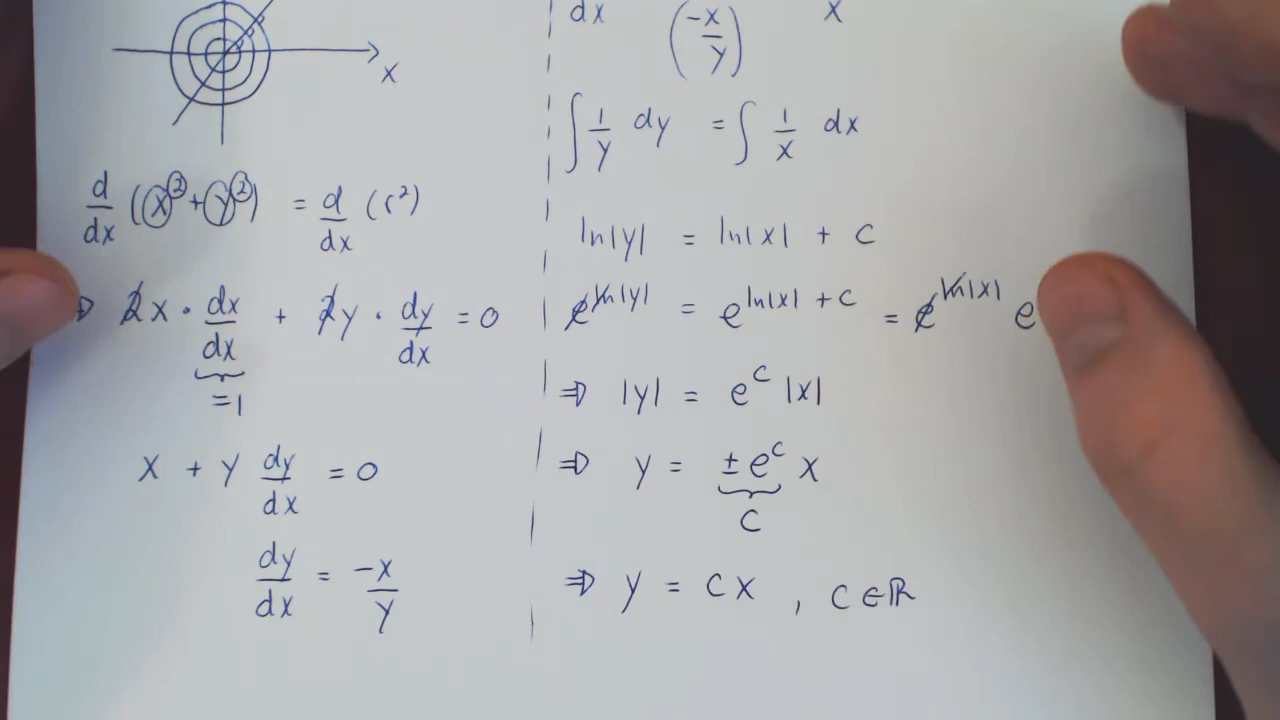 x
d/dx (x² + y²) = d/dx (r²)
⇒ 2x · dx/dx + 2y · dy/dx = 0
= 1
x + y dy/dx = 0
dy/dx = -x/y
dx (-x/y) x
∫ 1/y dy = ∫ 1/x dx
ln|y| = ln|x| + c
e^{ln|y|} = e^{ln|x| + c} = e^{ln|x|} e
⇒ |y| = e^c |x|
⇒ y = ±e^c x
C
⇒ y = Cx , C ∈ ℝ